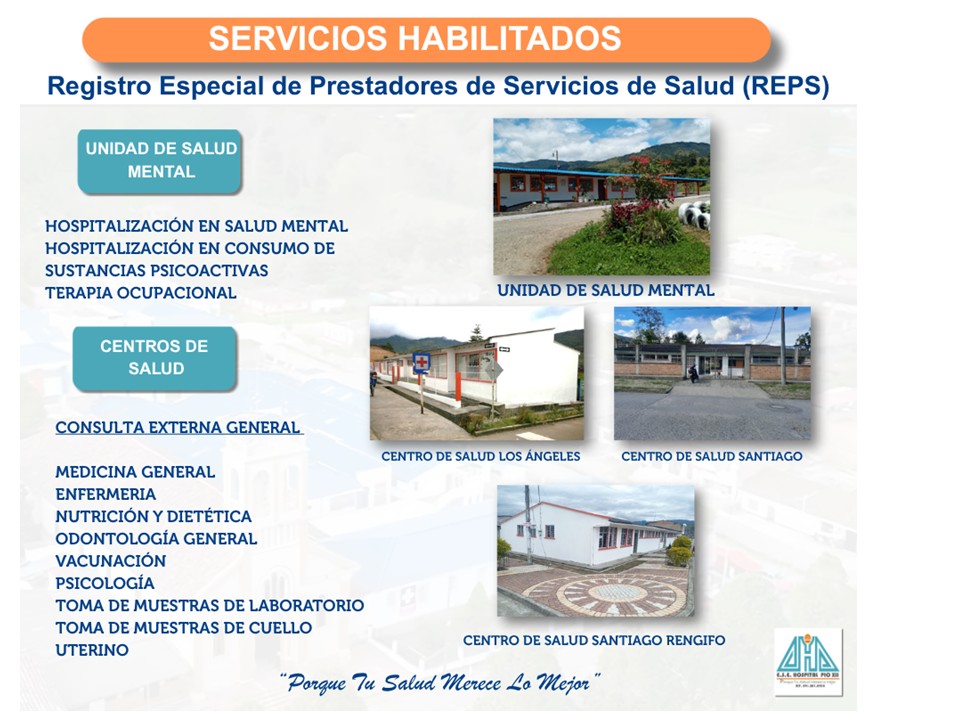 SERVICIOS HABILITADOS
Registro Especial de Prestadores de Servicios de Salud (REPS)
UNIDAD DE SALUD
MENTAL
HOSPITALIZACIÓN EN SALUD MENTAL
HOSPITALIZACIÓN EN CONSUMO DE
SUSTANCIAS PSICOACTIVAS
TERAPIA OCUPACIONAL
UNIDAD DE SALUD MENTAL
CENTROS DE
SALUD
CONSULTA EXTERNA GENERAL
MEDICINA GENERAL
ENFERMERIA
NUTRICIÓN Y DIETÉTICA
ODONTOLOGÍA GENERAL
VACUNACIÓN
PSICOLOGÍA
TOMA DE MUESTRAS DE LABORATORIO
TOMA DE MUESTRAS DE CUELLO
UTERINO
CENTRO DE SALUD LOS ÁNGELES
CENTRO DE SALUD SANTIAGO
CENTRO DE SALUD SANTIAGO RENGIFO
“Porque Tu Salud Merece Lo Mejor”
E.S.E. HOSPITAL PIO XII